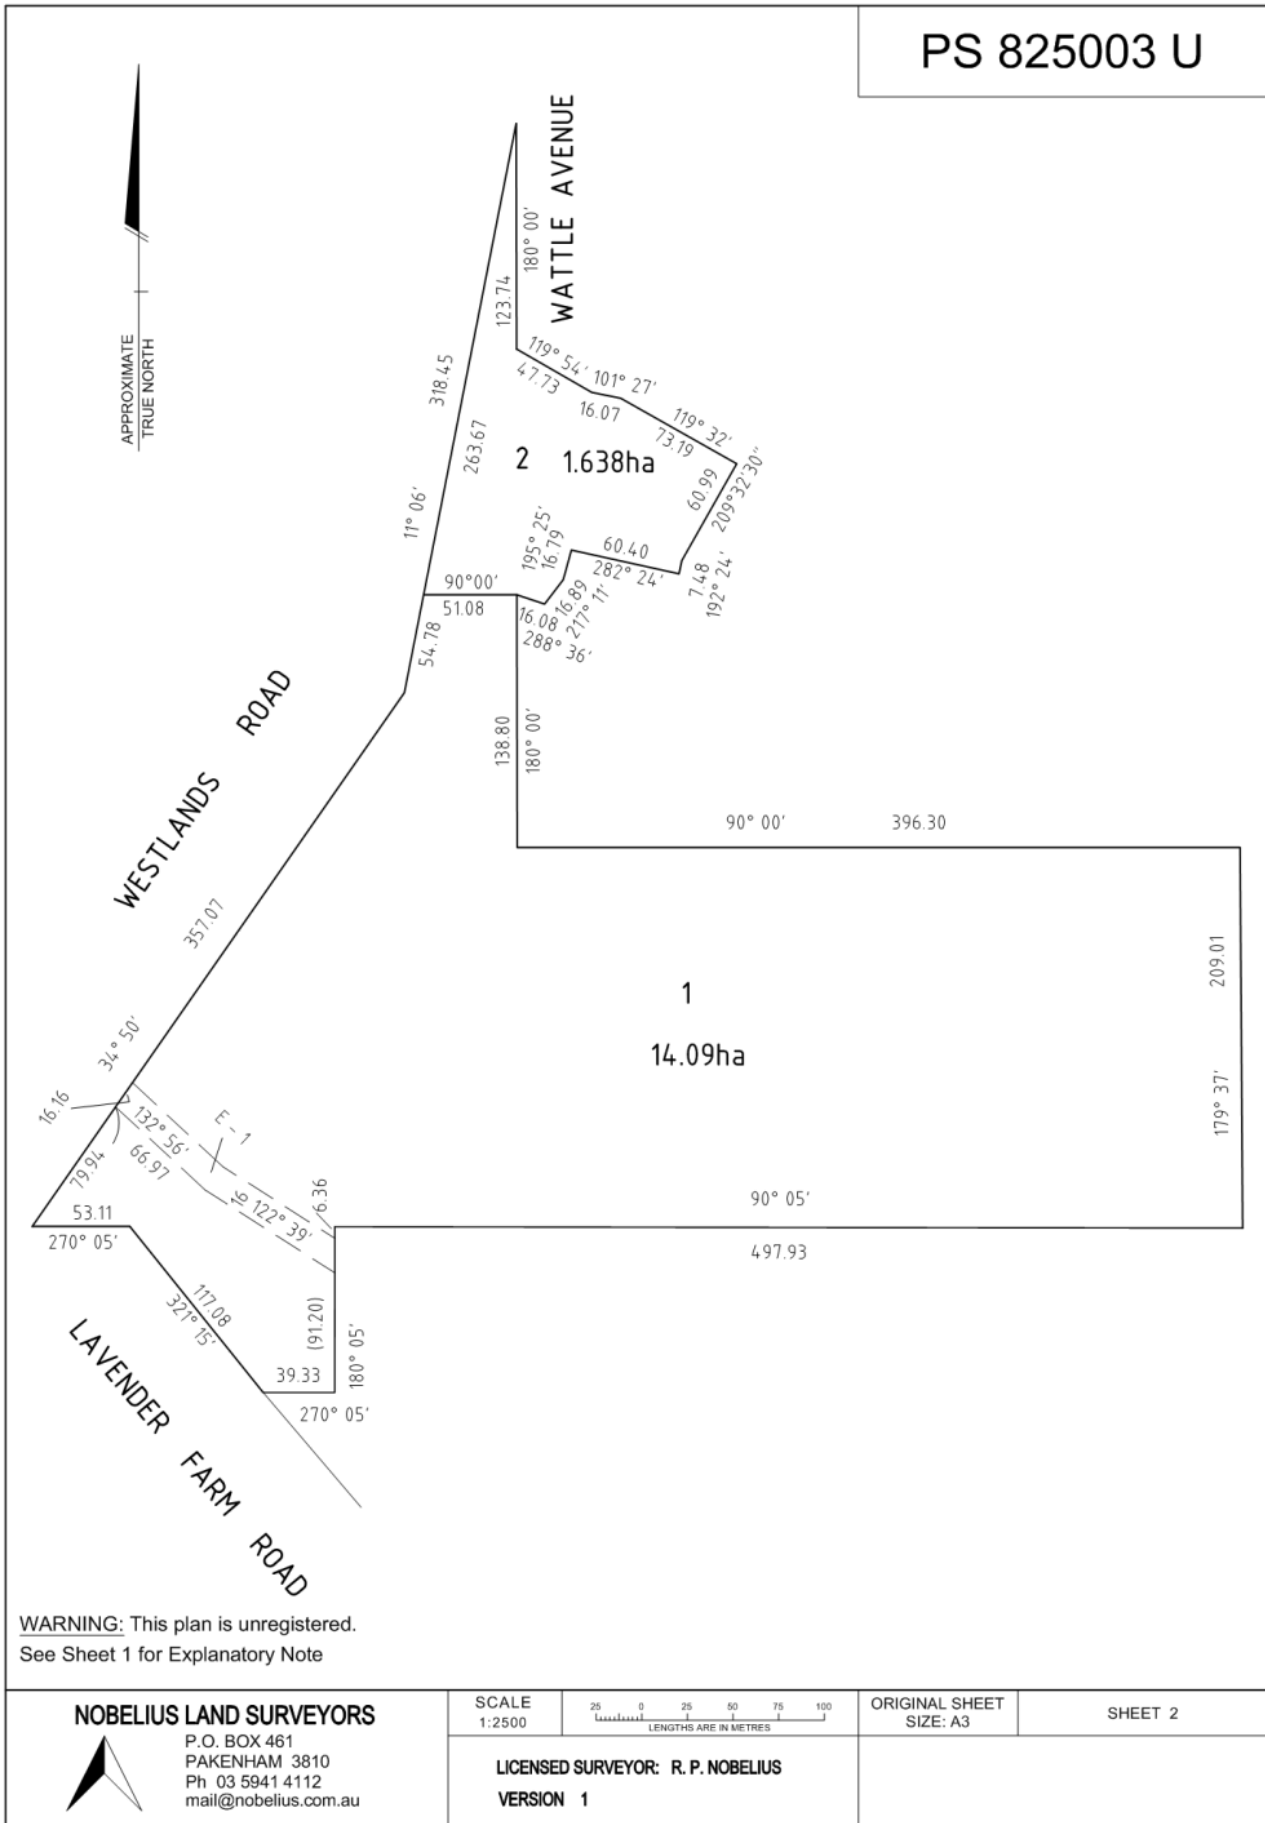 PS 825003 U
APPROXIMATE
TRUE NORTH
WATTLE AVENUE
180° 00'
123.74
318.45
263.67
11° 06'
119° 54'
47.73
101° 27'
16.07
119° 32'
73.19
2
1.638ha
60.99
209°32'30"
195° 25'
16.79
60.40
282° 24'
7.48
192° 24'
16.89
217° 11'
16.08
288° 36'
90°00'
51.08
54.78
WESTLANDS ROAD
138.80
180° 00'
90° 00'
396.30
357.07
34° 50'
209.01
179° 37'
1
14.09ha
16.16
132° 56'
66.97
E - 1
79.94
16
122° 39'
6.36
53.11
270° 05'
90° 05'
497.93
117.08
321° 15'
(91.20)
180° 05'
39.33
270° 05'
LAVENDER FARM ROAD
WARNING: This plan is unregistered.
See Sheet 1 for Explanatory Note
NOBELIUS LAND SURVEYORS
P.O. BOX 461
PAKENHAM 3810
Ph 03 5941 4112
mail@nobelius.com.au
SCALE
1:2500
25 0 25 50 75 100
LENGTHS ARE IN METRES
ORIGINAL SHEET
SIZE: A3
SHEET 2
LICENSED SURVEYOR: R. P. NOBELIUS
VERSION 1